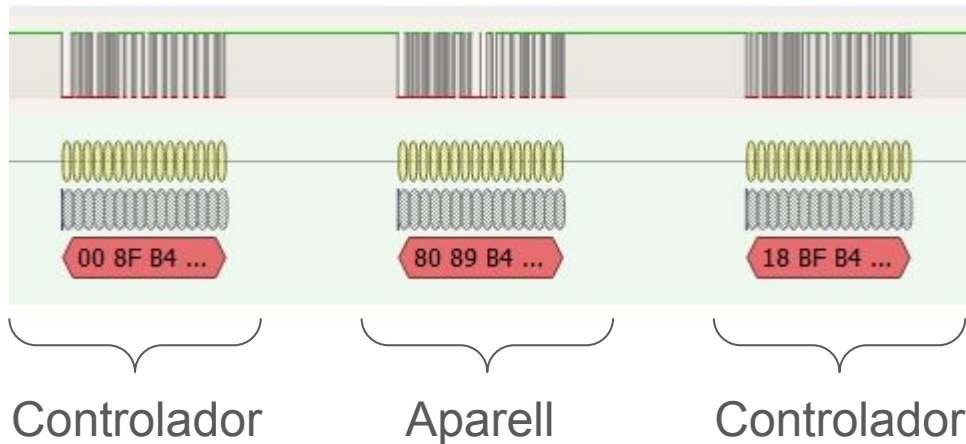 00 8F B4 ...
80 89 B4 ...
18 BF B4 ...
Controlador
Aparell
Controlador